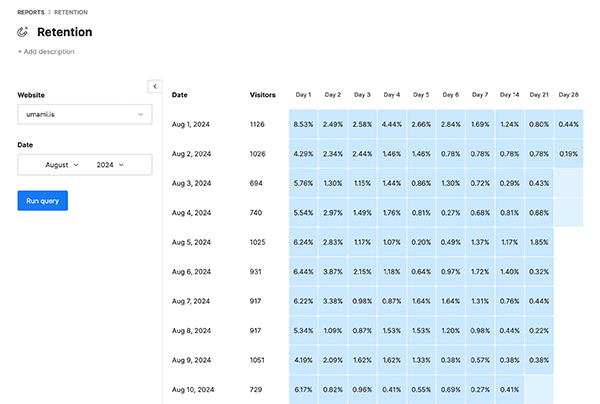 REPORTS > RETENTION
Retention
+ Add description
Website
umami.is
Date
August 2024
Run query
Date Visitors Day 1 Day 2 Day 3 Day 4 Day 5 Day 6 Day 7 Day 14 Day 21 Day 28
Aug 1, 2024 1126 8.53% 2.49% 2.58% 4.44% 2.66% 2.84% 1.69% 1.24% 0.80% 0.44%
Aug 2, 2024 1026 4.29% 2.34% 2.44% 1.46% 1.46% 0.78% 0.78% 0.78% 0.78% 0.19%
Aug 3, 2024 694 5.76% 1.30% 1.15% 1.44% 0.86% 1.30% 0.72% 0.29% 0.43%
Aug 4, 2024 740 5.54% 2.97% 1.49% 1.76% 0.81% 0.27% 0.68% 0.81% 0.68%
Aug 5, 2024 1025 6.24% 2.83% 1.17% 1.07% 0.20% 0.49% 1.37% 1.17% 1.85%
Aug 6, 2024 931 6.44% 3.87% 2.15% 1.18% 0.64% 0.97% 1.72% 1.40% 0.32%
Aug 7, 2024 917 6.22% 3.38% 0.98% 0.87% 1.64% 1.64% 1.31% 0.76% 0.44%
Aug 8, 2024 917 5.34% 1.09% 0.87% 1.53% 1.53% 1.20% 0.98% 0.44% 0.22%
Aug 9, 2024 1051 4.19% 2.09% 1.62% 1.62% 1.33% 0.38% 0.57% 0.38% 0.38%
Aug 10, 2024 729 6.17% 0.82% 0.96% 0.41% 0.55% 0.69% 0.27% 0.41%